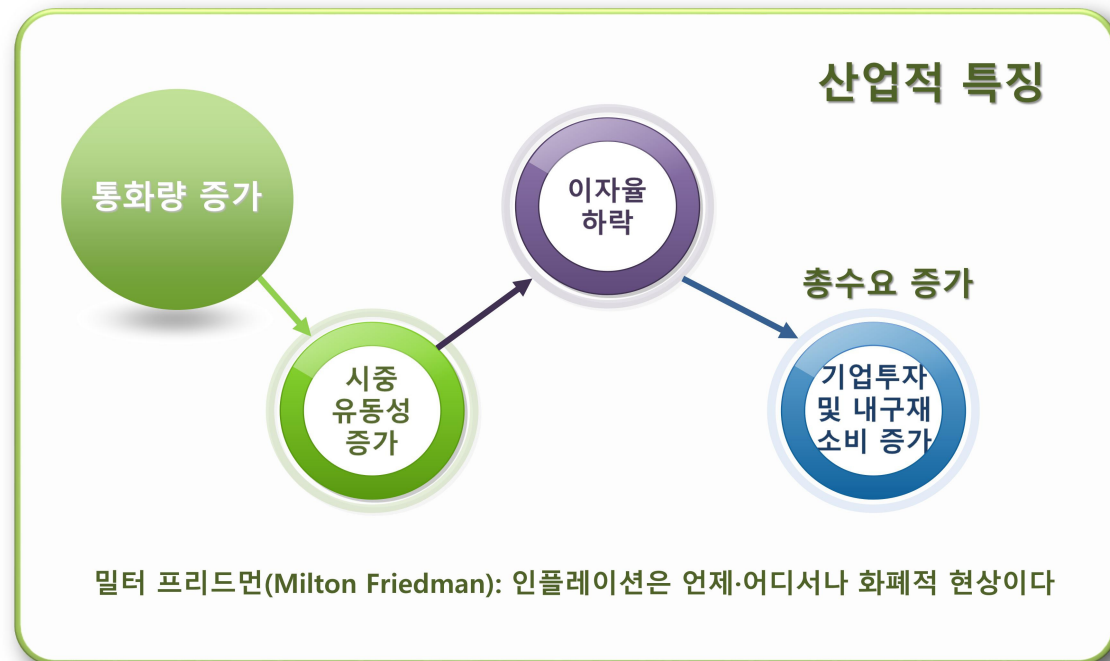 산업적 특징
통화량 증가
이자율
하락
총수요 증가
시중
유동성
증가
기업투자
및 내구재
소비 증가
밀터 프리드먼(Milton Friedman): 인플레이션은 언제·어디서나 화폐적 현상이다